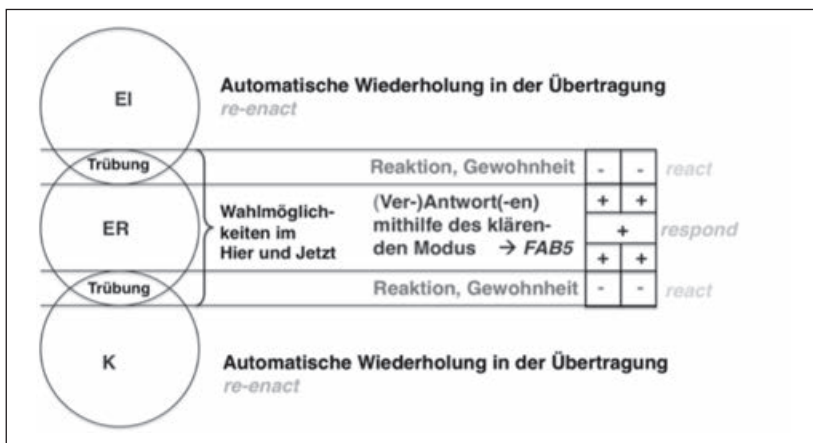 EI
Automatische Wiederholung in der Übertragung
re-enact
Trübung
Reaktion, Gewohnheit - - react
ER
Wahlmöglich-
keiten im
Hier und Jetzt
(Ver-)Antwort(-en)
mithilfe des klären-
den Modus → FAB5
+ +
+ respond
+ +
Trübung
Reaktion, Gewohnheit - - react
K
Automatische Wiederholung in der Übertragung
re-enact